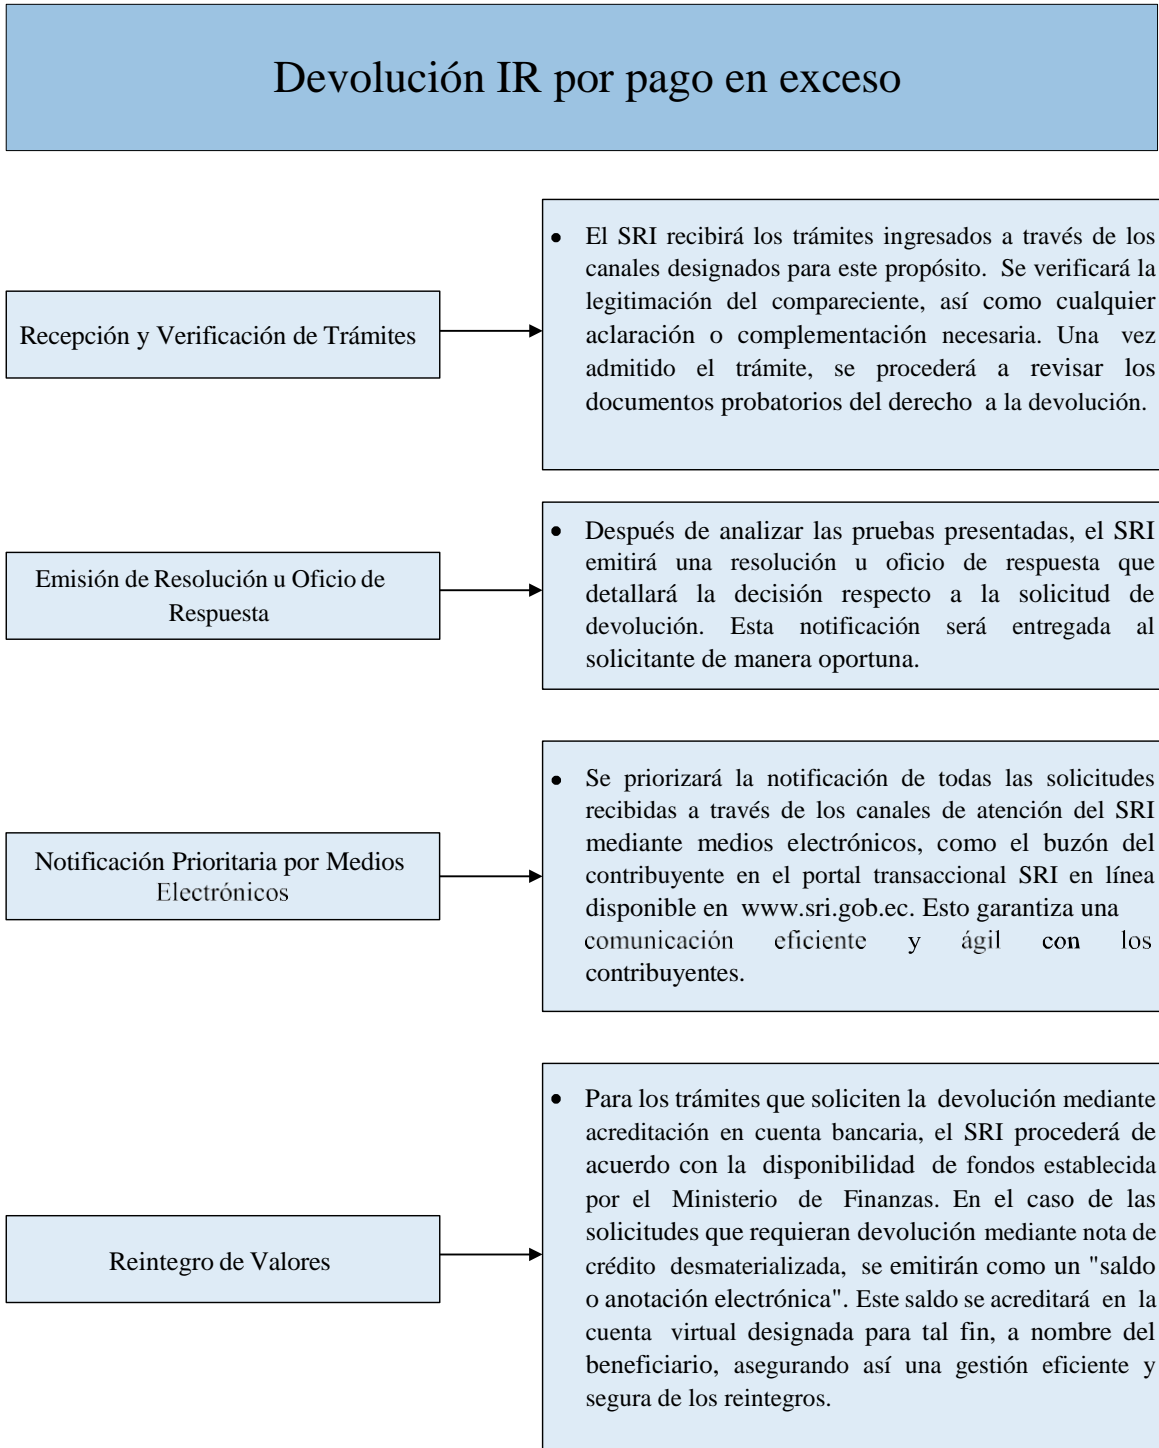 Devolución IR por pago en exceso
Recepción y Verificación de Trámites
• El SRI recibirá los trámites ingresados a través de los
canales designados para este propósito. Se verificará la
legitimación del compareciente, así como cualquier
aclaración o complementación necesaria. Una vez
admitido el trámite, se procederá a revisar los
documentos probatorios del derecho a la devolución.
Emisión de Resolución u Oficio de
Respuesta
• Después de analizar las pruebas presentadas, el SRI
emitirá una resolución u oficio de respuesta que
detallará la decisión respecto a la solicitud de
devolución. Esta notificación será entregada al
solicitante de manera oportuna.
Notificación Prioritaria por Medios
Electrónicos
• Se priorizará la notificación de todas las solicitudes
recibidas a través de los canales de atención del SRI
mediante medios electrónicos, como el buzón del
contribuyente en el portal transaccional SRI en línea
disponible en www.sri.gob.ec. Esto garantiza una
comunicación eficiente y ágil con los
contribuyentes.
Reintegro de Valores
• Para los trámites que soliciten la devolución mediante
acreditación en cuenta bancaria, el SRI procederá de
acuerdo con la disponibilidad de fondos establecida
por el Ministerio de Finanzas. En el caso de las
solicitudes que requieran devolución mediante nota de
crédito desmaterializada, se emitirán como un "saldo
o anotación electrónica". Este saldo se acreditará en la
cuenta virtual designada para tal fin, a nombre del
beneficiario, asegurando así una gestión eficiente y
segura de los reintegros.